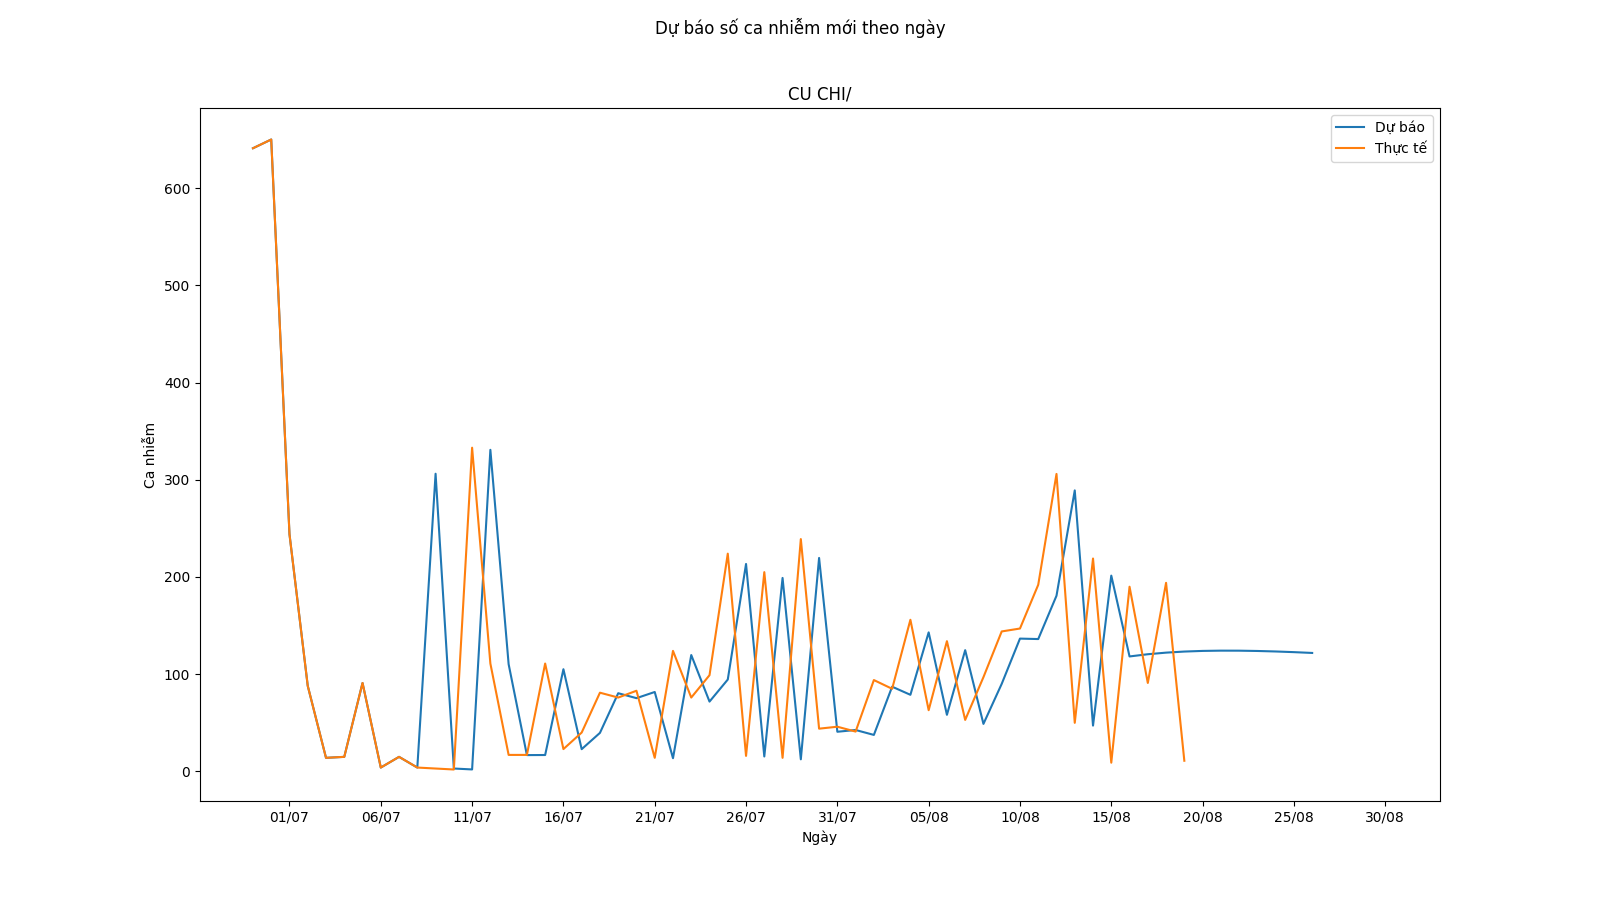 Dự báo số ca nhiễm mới theo ngày
CU CHI/
Dự báo
Thực tế
600
500
400
300
200
100
0
Ca nhiễm
01/07 06/07 11/07 16/07 21/07 26/07 31/07 05/08 10/08 15/08 20/08 25/08 30/08
Ngày